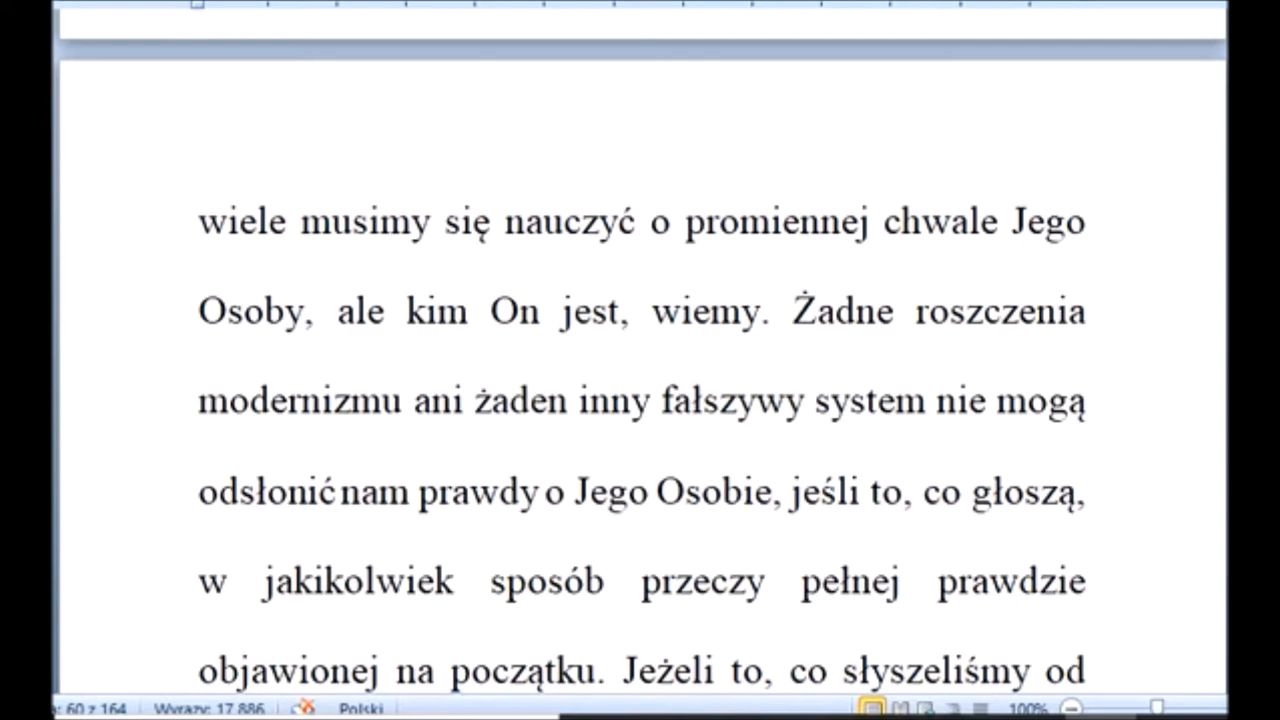 wiele musimy się nauczyć o promiennej chwale Jego
Osoby, ale kim On jest, wiemy. Żadne roszczenia
modernizmu ani żaden inny fałszywy system nie mogą
odsłonić nam prawdy o Jego Osobie, jeśli to, co głoszą,
w jakikolwiek sposób przeczy pełnej prawdzie
objawionej na początku. Jeżeli to, co słyszeliśmy od
: 60 z 164 Wyrazy: 17 886 Polski 100%